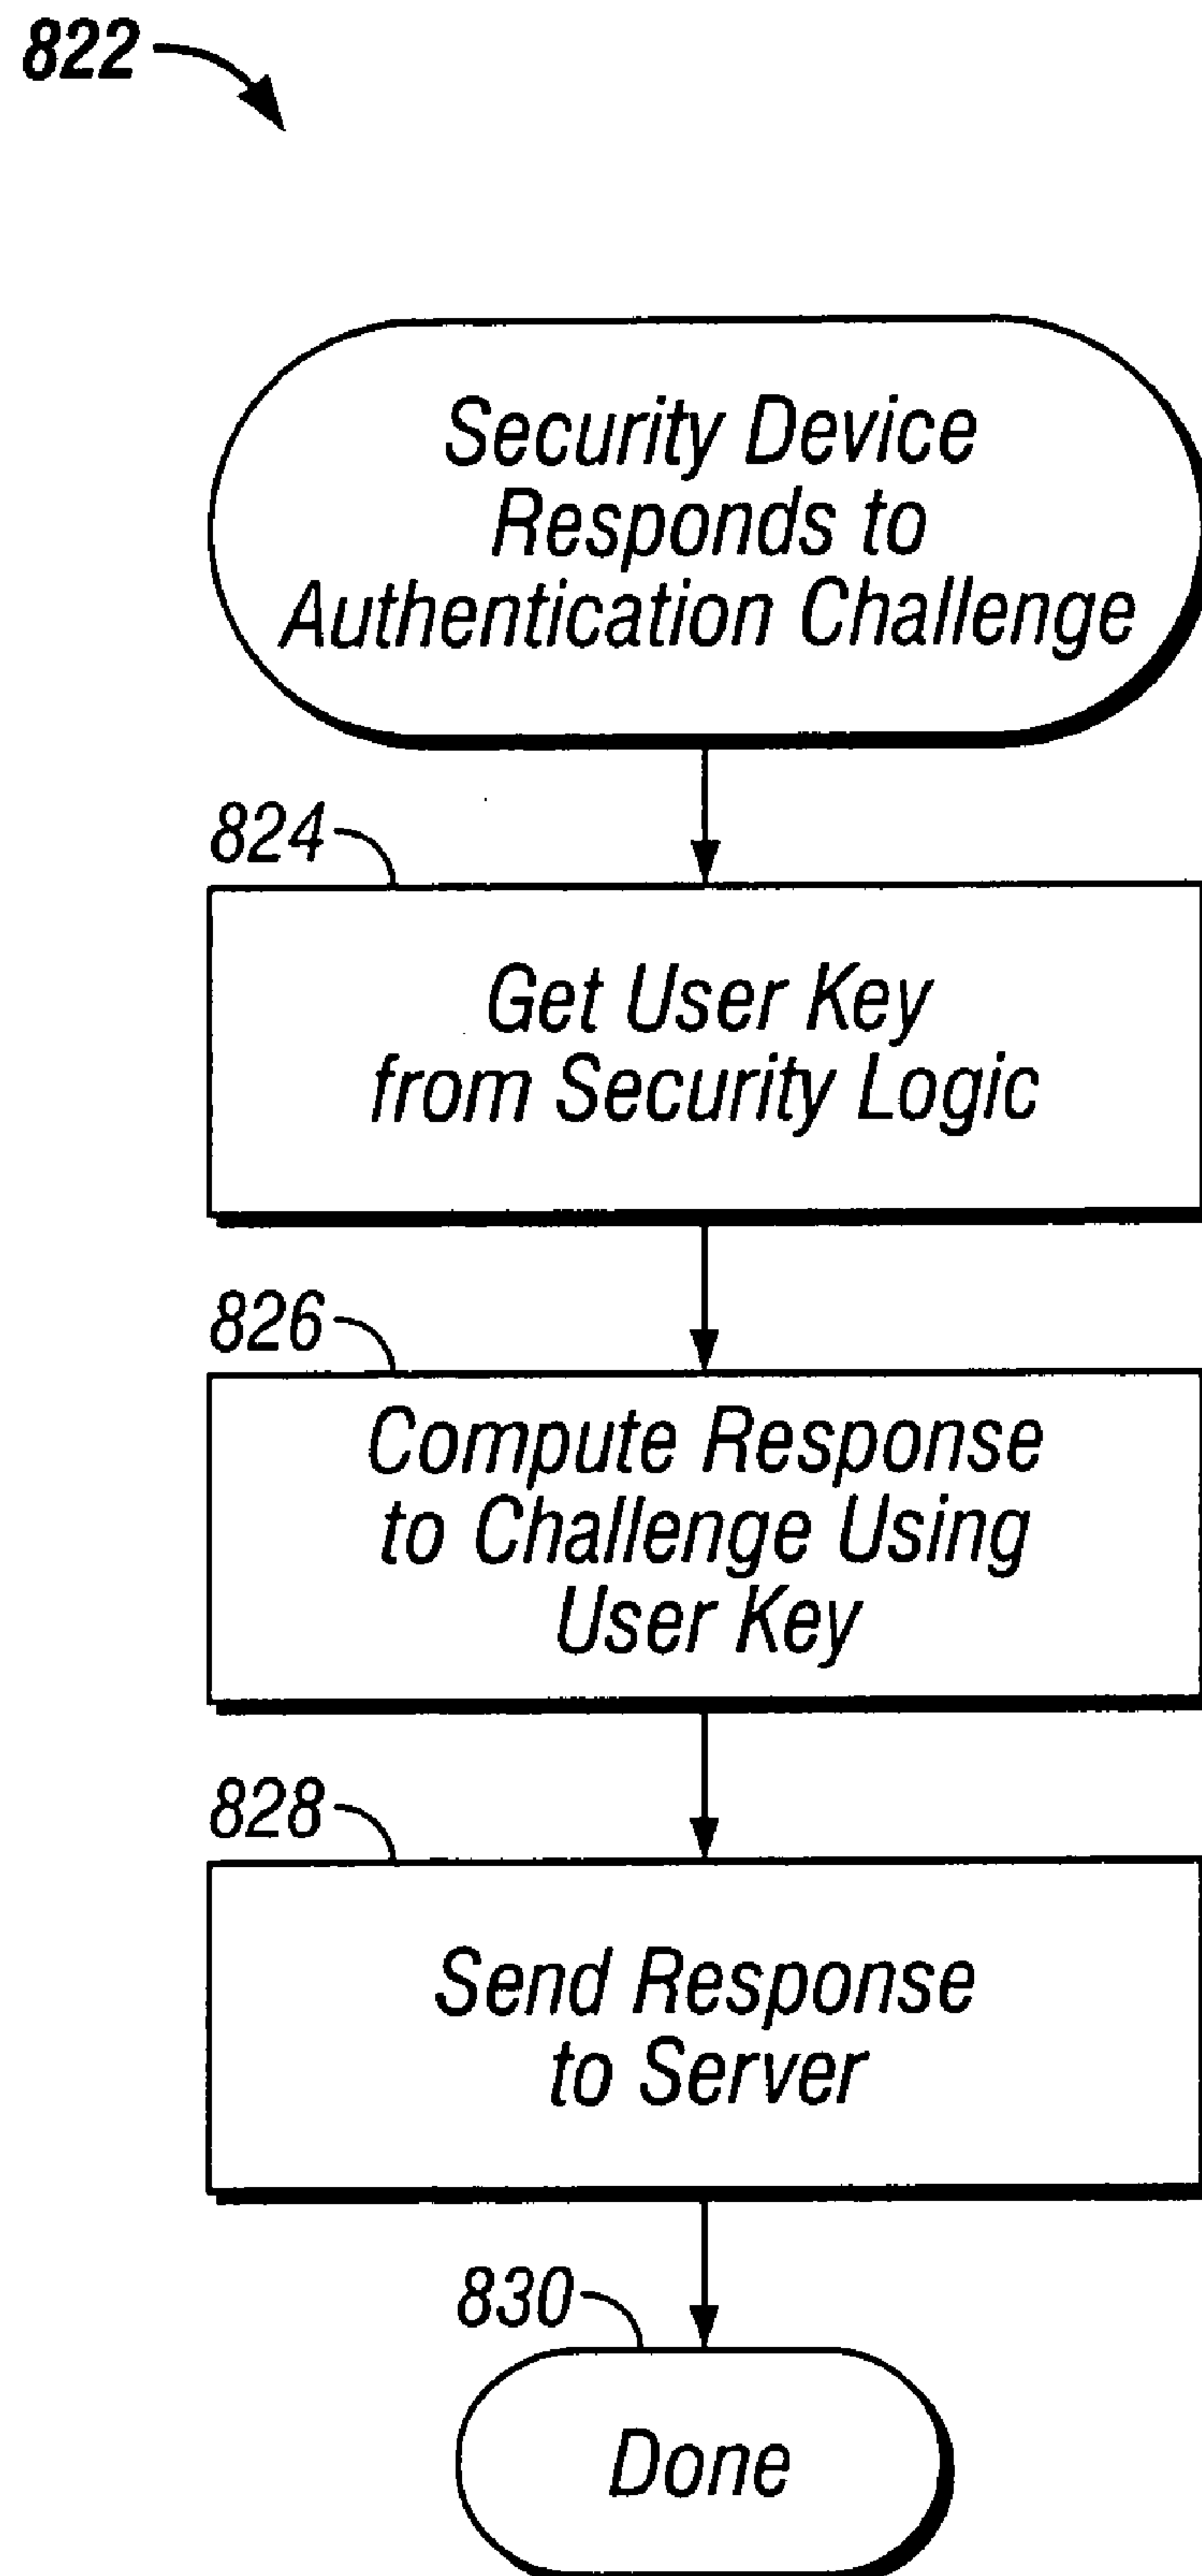 822
Security Device
Responds to
Authentication Challenge
824
Get User Key
from Security Logic
826
Compute Response
to Challenge Using
User Key
828
Send Response
to Server
830
Done